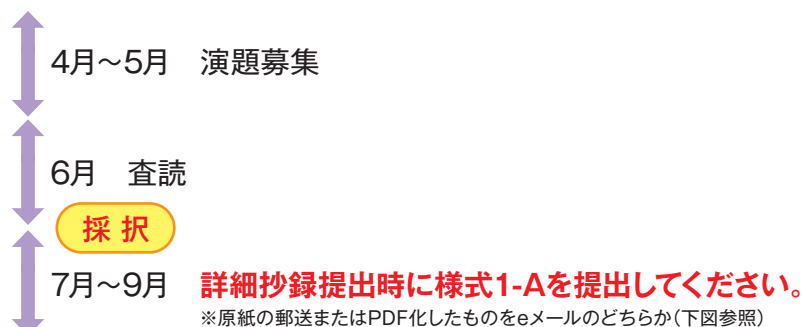 4月～5月　演題募集
6月　査読
採 択
7月～9月　詳細抄録提出時に様式1-Aを提出してください。
※原紙の郵送またはPDF化したものをeメールのどちらか（下図参照）